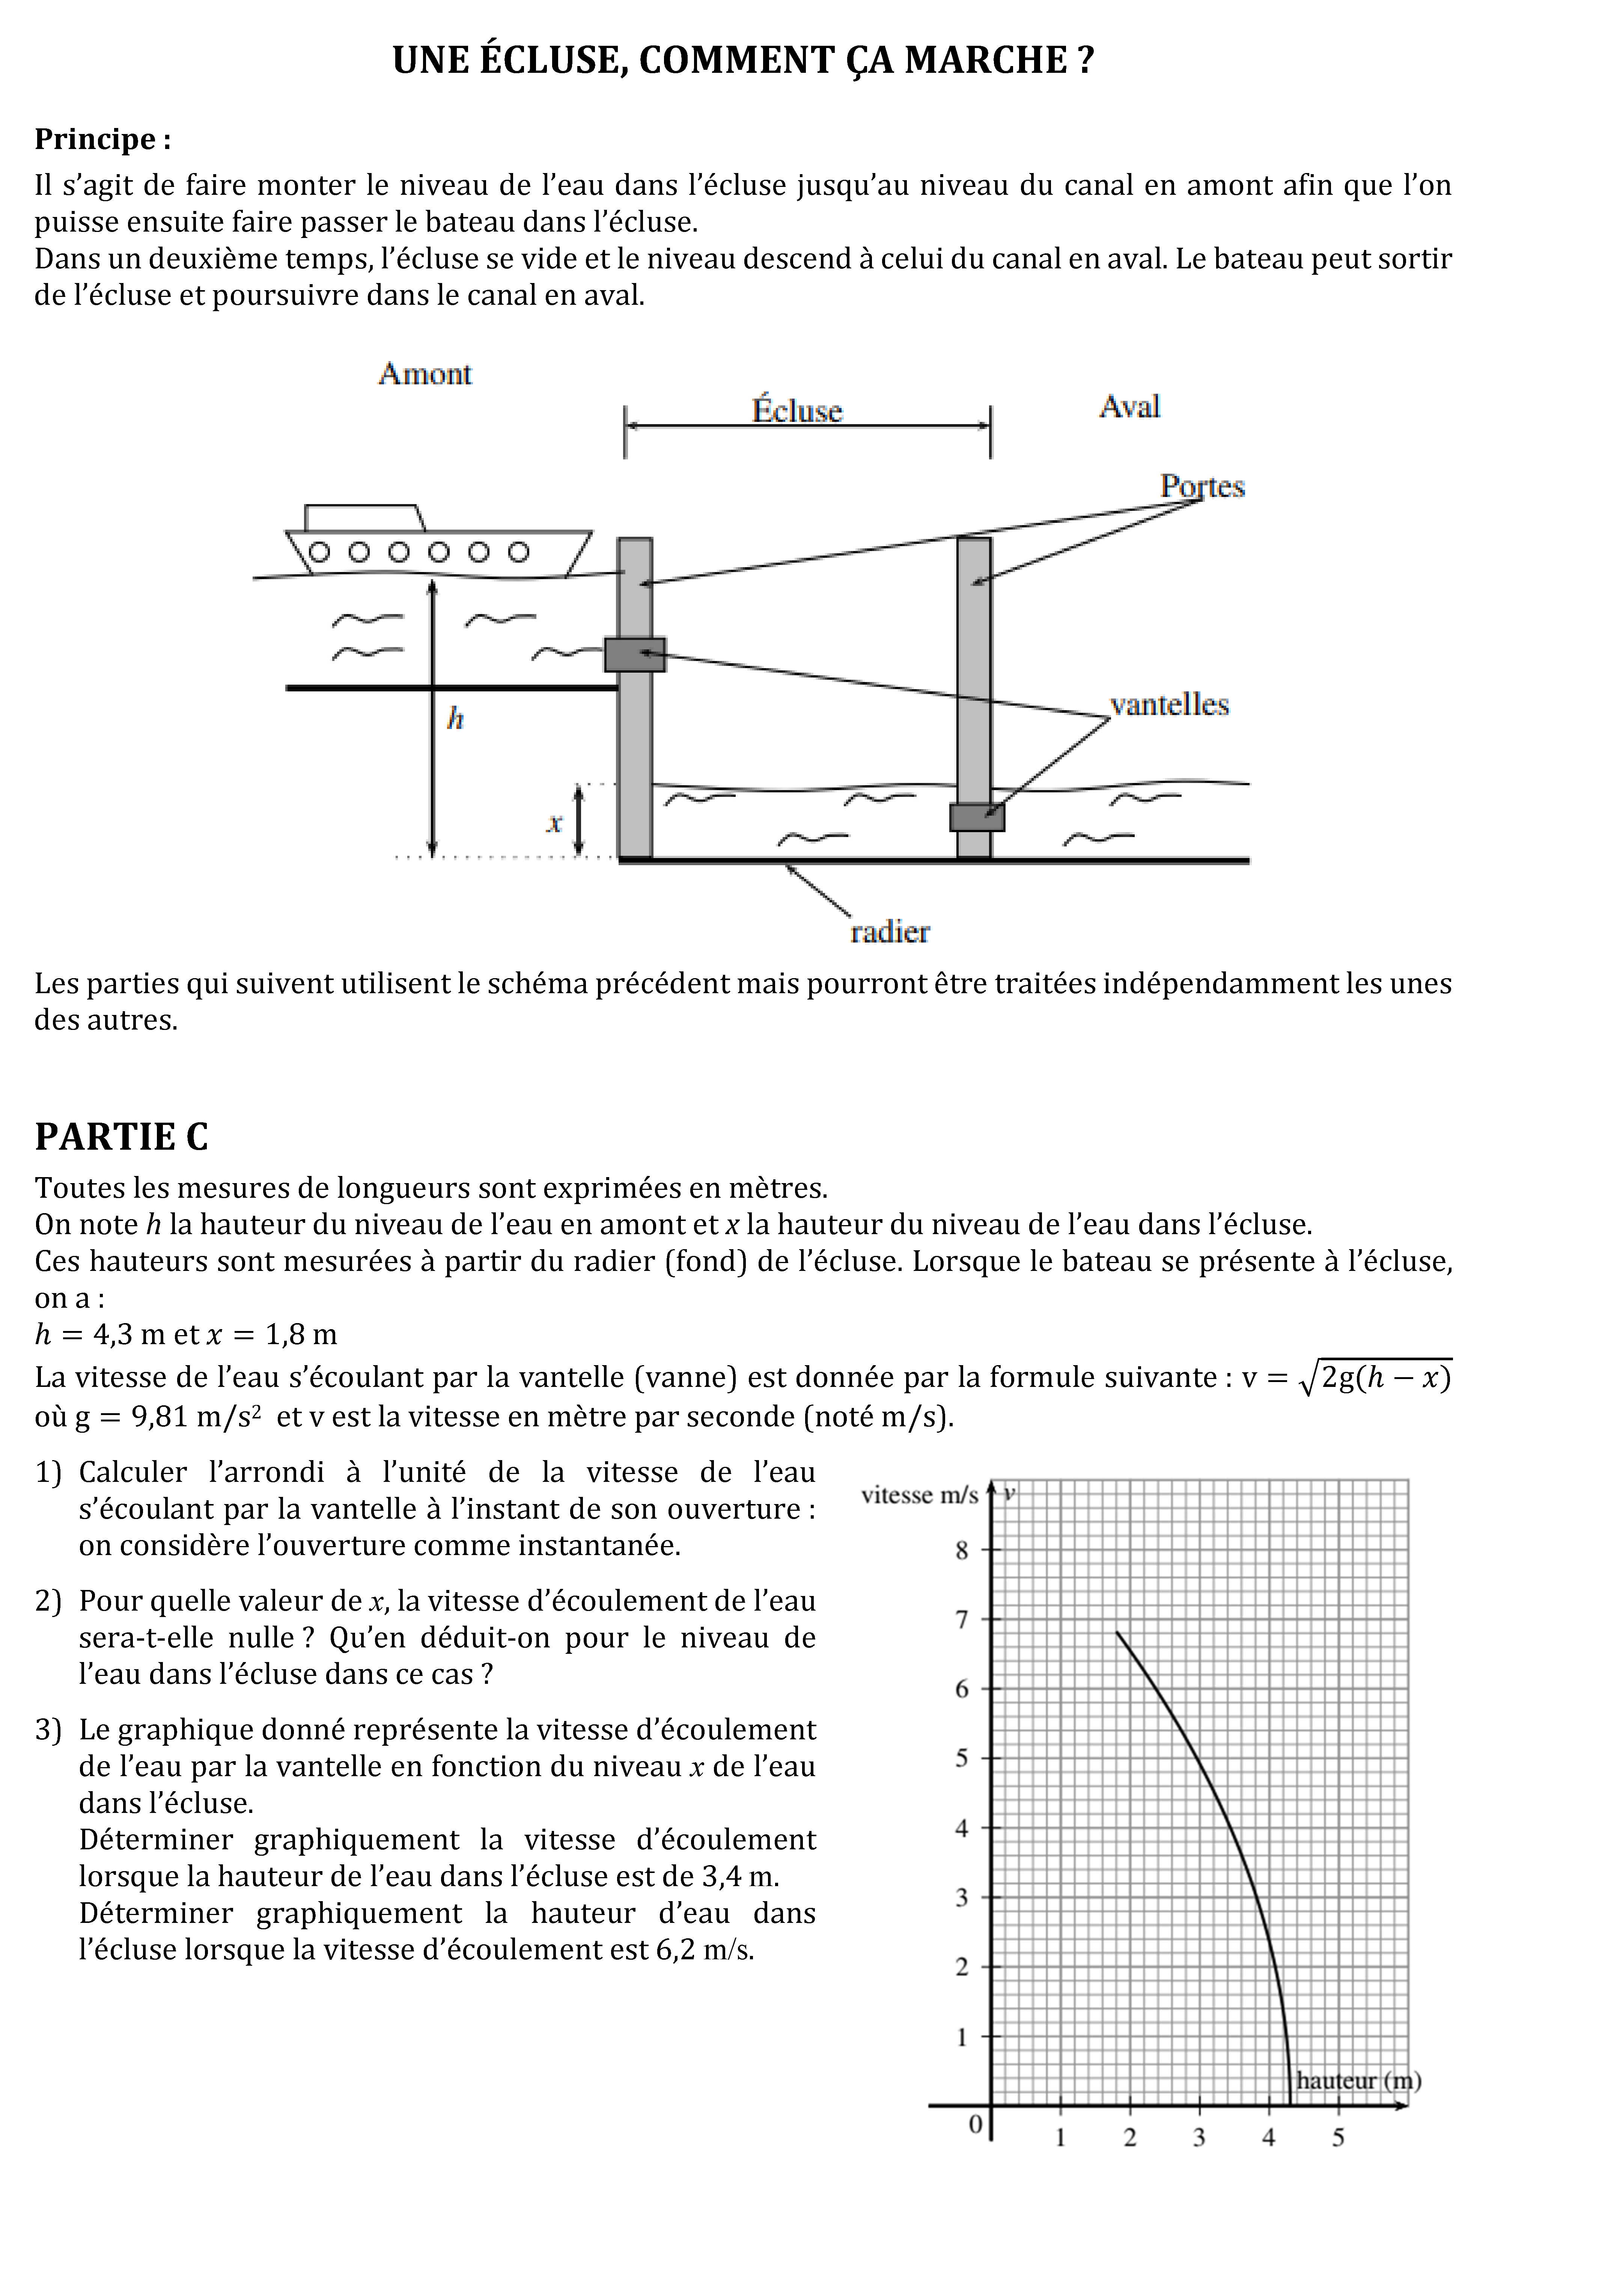 UNE ÉCLUSE, COMMENT ÇA MARCHE ?
Principe :
Il s’agit de faire monter le niveau de l’eau dans l’écluse jusqu’au niveau du canal en amont afin que l’on
puisse ensuite faire passer le bateau dans l’écluse.
Dans un deuxième temps, l’écluse se vide et le niveau descend à celui du canal en aval. Le bateau peut sortir
de l’écluse et poursuivre dans le canal en aval.
Amont
Écluse
Aval
Portes
h
vantelles
x
radier
Les parties qui suivent utilisent le schéma précédent mais pourront être traitées indépendamment les unes
des autres.
PARTIE C
Toutes les mesures de longueurs sont exprimées en mètres.
On note h la hauteur du niveau de l’eau en amont et x la hauteur du niveau de l’eau dans l’écluse.
Ces hauteurs sont mesurées à partir du radier (fond) de l’écluse. Lorsque le bateau se présente à l’écluse,
on a :
h = 4,3 m et x = 1,8 m
La vitesse de l’eau s’écoulant par la vantelle (vanne) est donnée par la formule suivante : v = √2g(h − x)
où g = 9,81 m/s² et v est la vitesse en mètre par seconde (noté m/s).
1) Calculer l’arrondi à l’unité de la vitesse de l’eau
s’écoulant par la vantelle à l’instant de son ouverture :
on considère l’ouverture comme instantanée.
2) Pour quelle valeur de x, la vitesse d’écoulement de l’eau
sera-t-elle nulle ? Qu’en déduit-on pour le niveau de
l’eau dans l’écluse dans ce cas ?
3) Le graphique donné représente la vitesse d’écoulement
de l’eau par la vantelle en fonction du niveau x de l’eau
dans l’écluse.
Déterminer graphiquement la vitesse d’écoulement
lorsque la hauteur de l’eau dans l’écluse est de 3,4 m.
Déterminer graphiquement la hauteur d’eau dans
l’écluse lorsque la vitesse d’écoulement est 6,2 m/s.
vitesse m/s v
8
7
6
5
4
3
2
1
hauteur (m)
0
1 2 3 4 5